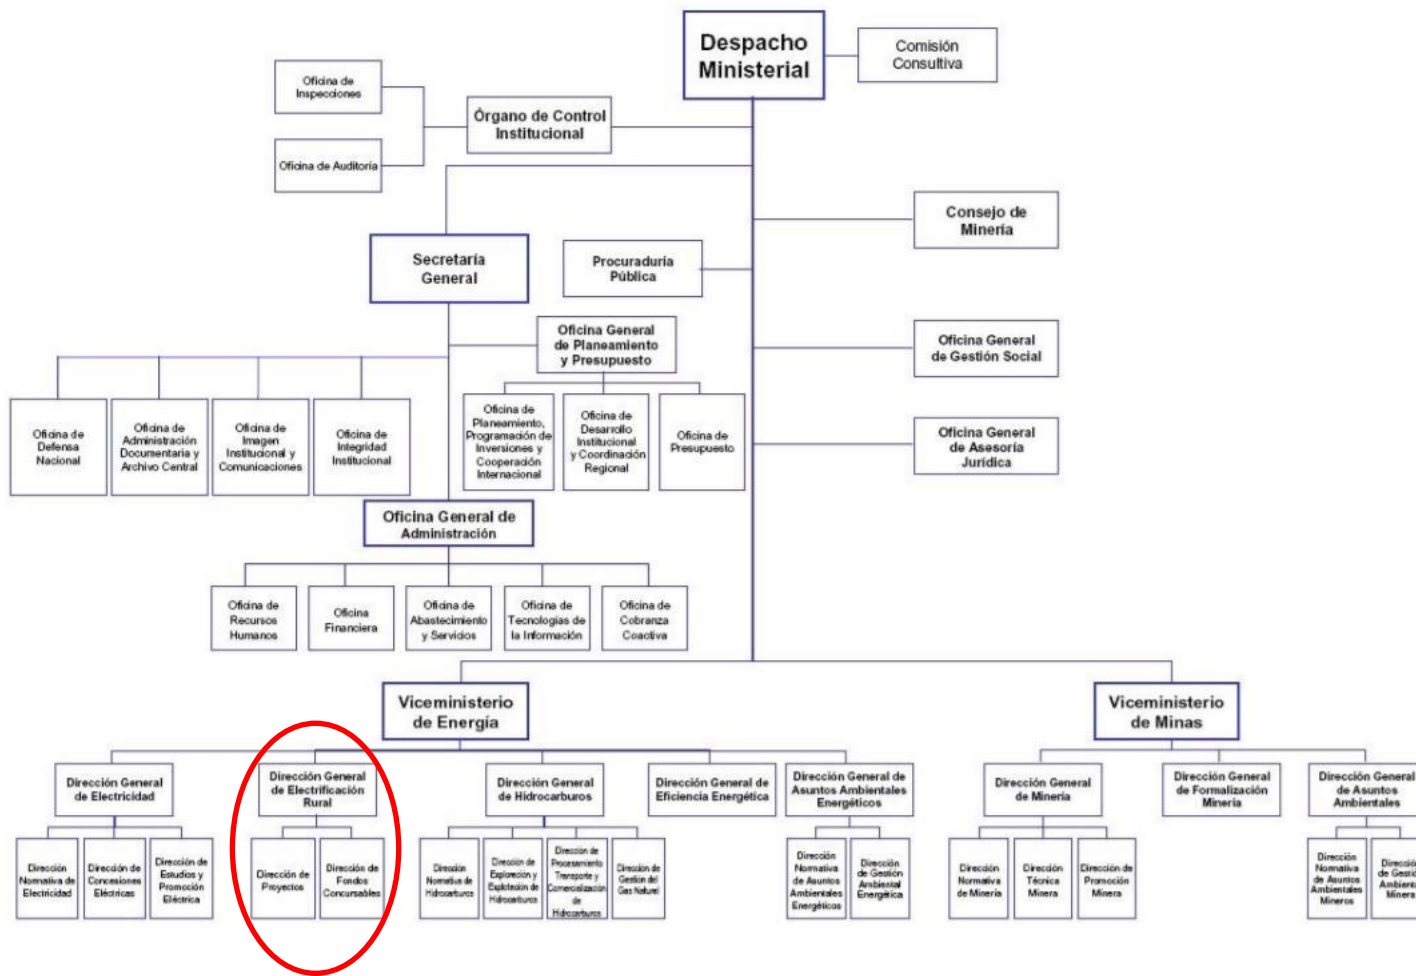 Despacho
Ministerial
Comisión
Consultiva
Oficina de
Inspecciones
Órgano de Control
Institucional
Oficina de Auditoría
Consejo de
Minería
Secretaría
General
Procuraduría
Pública
Oficina General
de Planeamiento
y Presupuesto
Oficina General
de Gestión Social
Oficina de
Defensa
Nacional
Oficina de
Administración
Documentaria y
Archivo Central
Oficina de
Imagen
Institucional y
Comunicaciones
Oficina de
Integridad
Institucional
Oficina de
Planeamiento,
Programación de
Inversiones y
Cooperación
Internacional
Oficina de
Desarrollo
Institucional
y Coordinación
Regional
Oficina de
Presupuesto
Oficina General
de Asesoría
Jurídica
Oficina General de
Administración
Oficina de
Recursos
Humanos
Oficina
Financiera
Oficina de
Abastecimiento
y Servicios
Oficina de
Tecnologías de
la Información
Oficina de
Cobranza
Coactiva
Viceministerio
de Energía
Viceministerio
de Minas
Dirección General
de Electricidad
Dirección General
de Electrificación
Rural
Dirección General
de Hidrocarburos
Dirección General de
Eficiencia Energética
Dirección General de
Asuntos Ambientales
Energéticos
Dirección General
de Minería
Dirección General
de Formalización
Minería
Dirección General
de Asuntos
Ambientales
Dirección
Normativa de
Electricidad
Dirección de
Concesiones
Eléctricas
Dirección de
Estudios y
Promoción
Eléctrica
Dirección de
Proyectos
Dirección de
Fondos
Concursables
Dirección
Normativa de
Hidrocarburos
Dirección de
Exploración y
Explotación de
Hidrocarburos
Dirección de
Procesamiento
Transporte y
Comercialización
de
Hidrocarburos
Dirección de
Gestión del
Gas Natural
Dirección
Normativa
de Asuntos
Ambientales
Energéticos
Dirección
de Gestión
Ambiental
Energética
Dirección
Normativa
de Minería
Dirección
Técnica
Minera
Dirección de
Promoción
Minera
Dirección
Normativa
de Asuntos
Ambientales
Mineros
Direcc
de Gestió
Ambienta
Minera